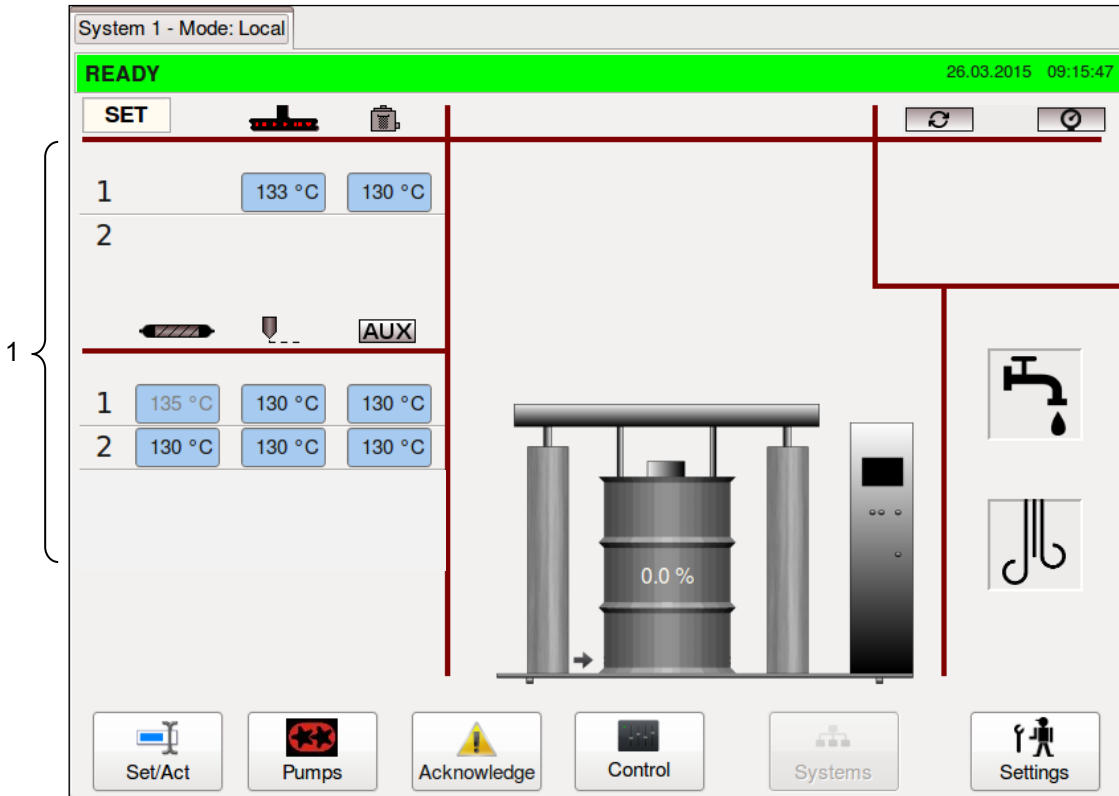 System 1 - Mode: Local
READY 26.03.2015 09:15:47
SET
1 133 °C 130 °C
2
AUX
1
1 135 °C 130 °C 130 °C
2 130 °C 130 °C 130 °C
0.0 %
Set/Act Pumps Acknowledge Control Systems Settings